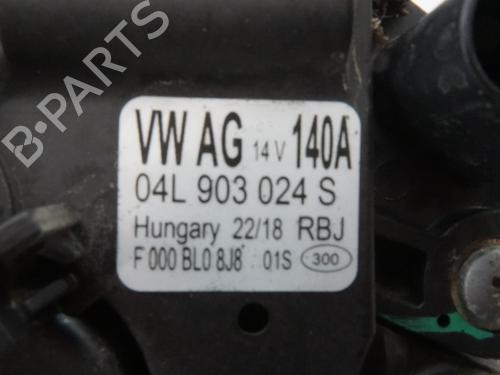 VW AG 14 V 140A
04L 903 024 S
Hungary 22/18 RBJ
F 000 BL0 8J8 01S 300
B-PARTS